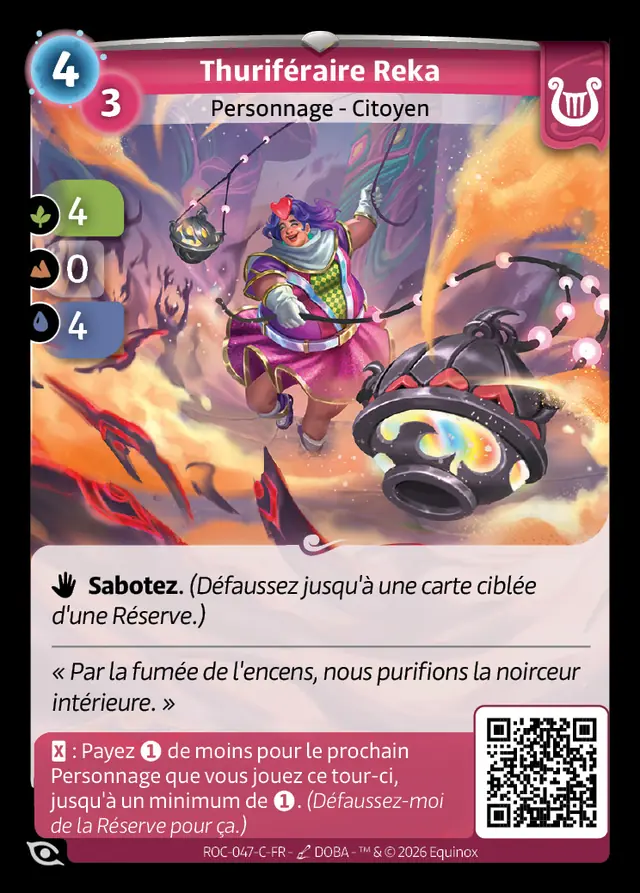 4
Thuriféraire Reka
3
Personnage - Citoyen
4
0
4
Sabotez. (Défaussez jusqu'à une carte ciblée
d'une Réserve.)
« Par la fumée de l'encens, nous purifions la noirceur
intérieure. »
X : Payez 1 de moins pour le prochain
Personnage que vous jouez ce tour-ci,
jusqu'à un minimum de 1. (Défaussez-moi
de la Réserve pour ça.)
ROC-047-C-FR - DOBA - ™ & © 2026 Equinox